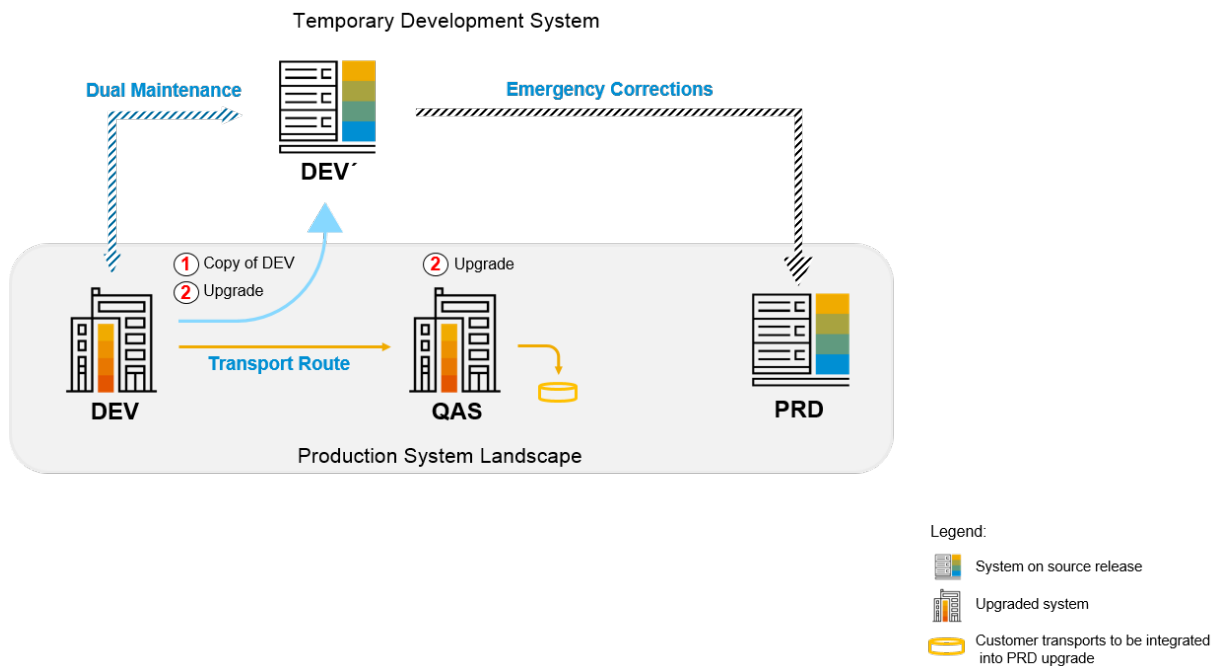 Temporary Development System
Dual Maintenance
Emergency Corrections
DEV´
1 Copy of DEV
2 Upgrade
2 Upgrade
Transport Route
DEV
QAS
PRD
Production System Landscape
Legend:
System on source release
Upgraded system
Customer transports to be integrated
into PRD upgrade